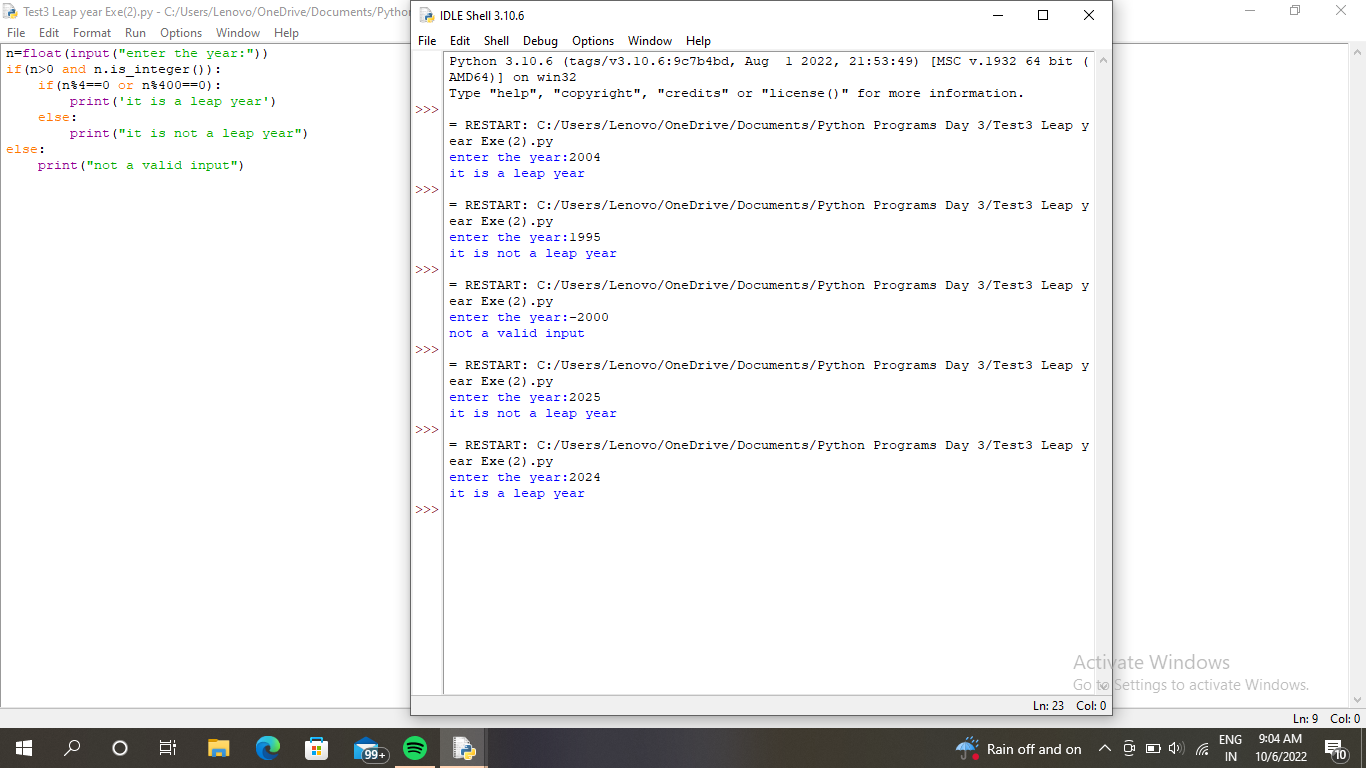 Test3 Leap year Exe(2).py - C:/Users/Lenovo/OneDrive/Documents/Pytho
File Edit Format Run Options Window Help
n=float(input("enter the year:"))
if(n>0 and n.is_integer()):
    if(n%4==0 or n%400==0):
        print('it is a leap year')
    else:
        print("it is not a leap year")
else:
    print("not a valid input")
IDLE Shell 3.10.6
File Edit Shell Debug Options Window Help
Python 3.10.6 (tags/v3.10.6:9c7b4bd, Aug  1 2022, 21:53:49) [MSC v.1932 64 bit (
AMD64)] on win32
Type "help", "copyright", "credits" or "license()" for more information.
>>>
= RESTART: C:/Users/Lenovo/OneDrive/Documents/Python Programs Day 3/Test3 Leap y
ear Exe(2).py
enter the year:2004
it is a leap year
>>>
= RESTART: C:/Users/Lenovo/OneDrive/Documents/Python Programs Day 3/Test3 Leap y
ear Exe(2).py
enter the year:1995
it is not a leap year
>>>
= RESTART: C:/Users/Lenovo/OneDrive/Documents/Python Programs Day 3/Test3 Leap y
ear Exe(2).py
enter the year:-2000
not a valid input
>>>
= RESTART: C:/Users/Lenovo/OneDrive/Documents/Python Programs Day 3/Test3 Leap y
ear Exe(2).py
enter the year:2025
it is not a leap year
>>>
= RESTART: C:/Users/Lenovo/OneDrive/Documents/Python Programs Day 3/Test3 Leap y
ear Exe(2).py
enter the year:2024
it is a leap year
>>>
Activate Windows
Go to Settings to activate Windows.
Ln: 23 Col: 0
Ln: 9 Col: 0
99+
Rain off and on
ENG
IN
9:04 AM
10/6/2022
10